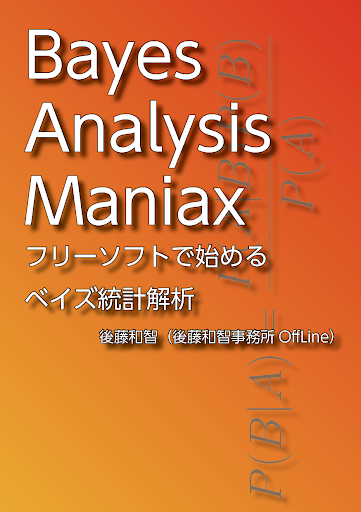 Bayes
Analysis
Maniax
フリーソフトで始める
ベイズ統計解析
後藤和智（後藤和智事務所 OffLine）
P(B|A) =
P(A)